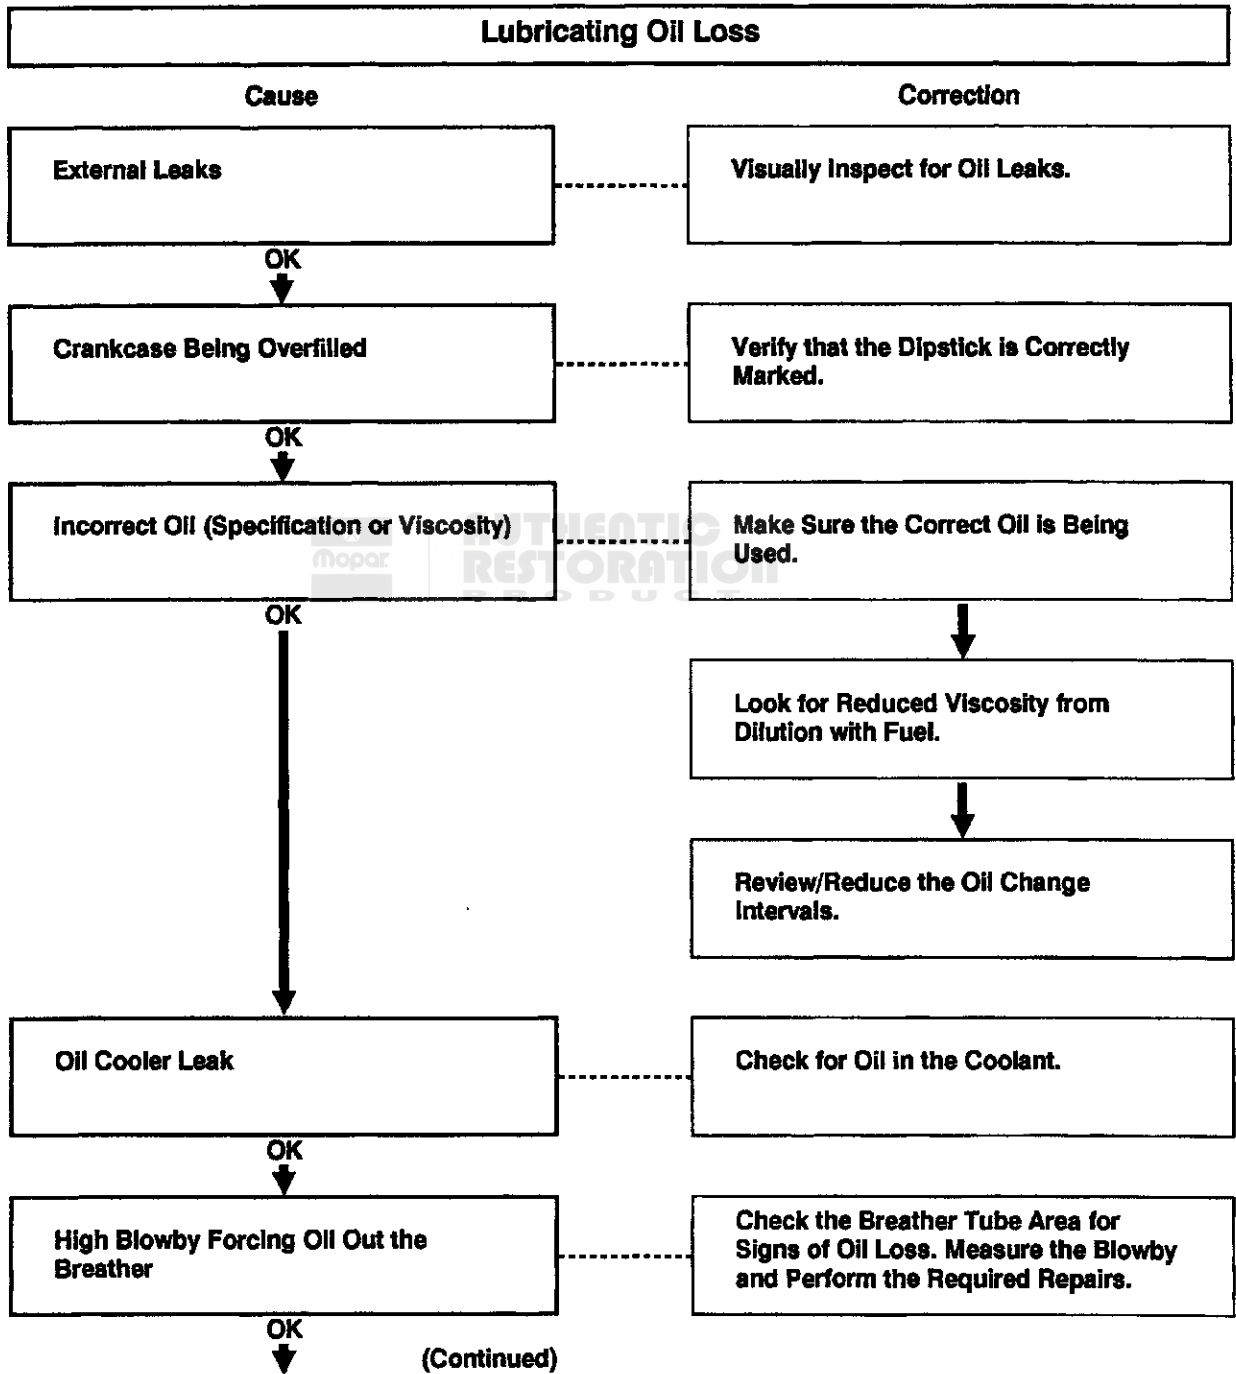 Lubricating Oil Loss
Cause
Correction
External Leaks
Visually Inspect for Oil Leaks.
OK
Crankcase Being Overfilled
Verify that the Dipstick is Correctly
Marked.
OK
Incorrect Oil (Specification or Viscosity)
Make Sure the Correct Oil is Being
Used.
Mopar
AUTHENTIC
RESTORATION
PRODUCT
OK
Look for Reduced Viscosity from
Dilution with Fuel.
Review/Reduce the Oil Change
Intervals.
Oil Cooler Leak
Check for Oil in the Coolant.
OK
High Blowby Forcing Oil Out the
Breather
Check the Breather Tube Area for
Signs of Oil Loss. Measure the Blowby
and Perform the Required Repairs.
OK
(Continued)